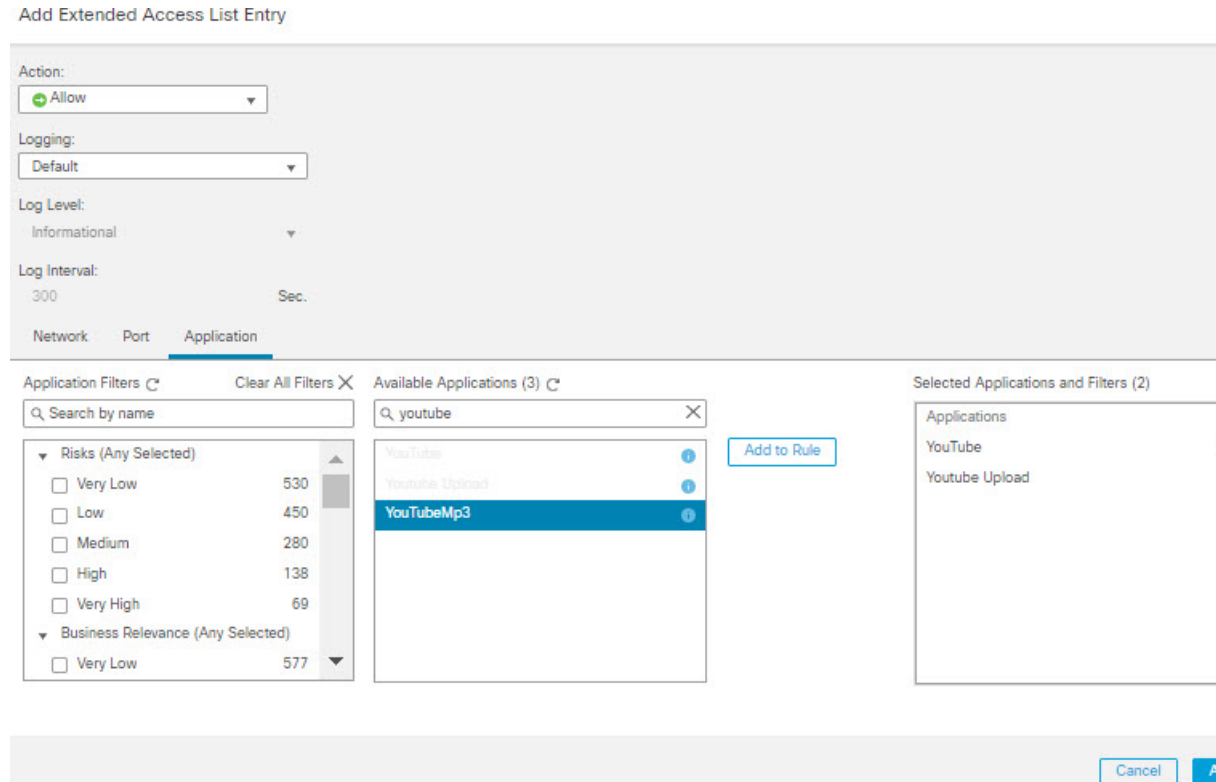 Add Extended Access List Entry
Action:
Allow
Logging:
Default
Log Level:
Informational
Log Interval:
300 Sec.
Network Port Application
Application Filters Clear All Filters Available Applications (3) Selected Applications and Filters (2)
Search by name youtube Applications
Risks (Any Selected) YouTube Add to Rule YouTube
Very Low 530 Youtube Upload Youtube Upload
Low 450 YouTubeMp3
Medium 280
High 138
Very High 69
Business Relevance (Any Selected)
Very Low 577
Cancel